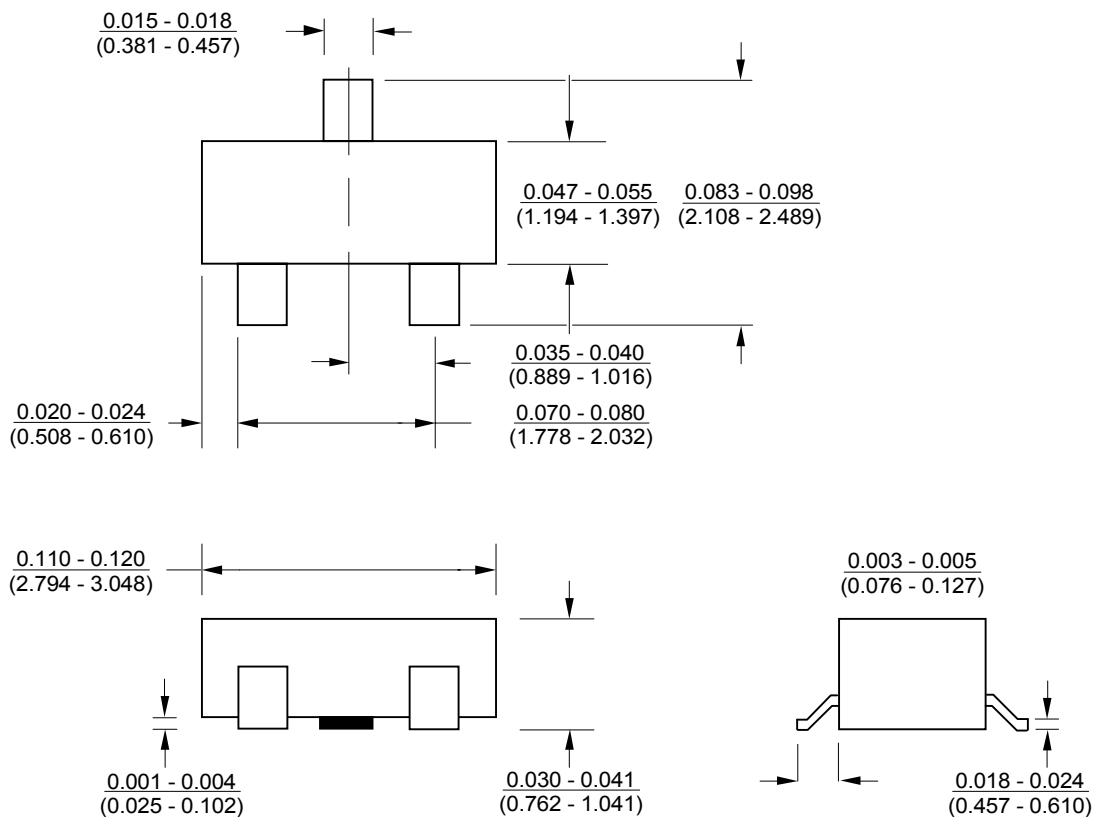 0.015 - 0.018
(0.381 - 0.457)
0.047 - 0.055
(1.194 - 1.397)
0.083 - 0.098
(2.108 - 2.489)
0.035 - 0.040
(0.889 - 1.016)
0.020 - 0.024
(0.508 - 0.610)
0.070 - 0.080
(1.778 - 2.032)
0.110 - 0.120
(2.794 - 3.048)
0.003 - 0.005
(0.076 - 0.127)
0.001 - 0.004
(0.025 - 0.102)
0.030 - 0.041
(0.762 - 1.041)
0.018 - 0.024
(0.457 - 0.610)